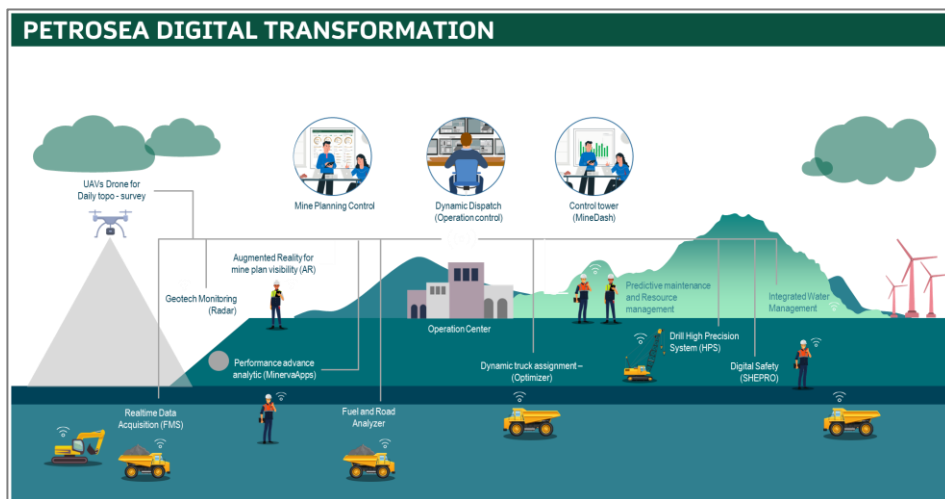 PETROSEA DIGITAL TRANSFORMATION
UAVs Drone for
Daily topo - survey
Mine Planning Control
Dynamic Dispatch
(Operation control)
Control tower
(MineDash)
Augmented Reality for
mine plan visibility (AR)
Geotech Monitoring
(Radar)
Operation Center
Predictive maintenance
and Resource
management
Integrated Water
Management
Performance advance
analytic (MinervaApps)
Dynamic truck assignment –
(Optimizer)
Drill High Precision
System (HPS)
Digital Safety
(SHEPRO)
Realtime Data
Acquisition (FMS)
Fuel and Road
Analyzer